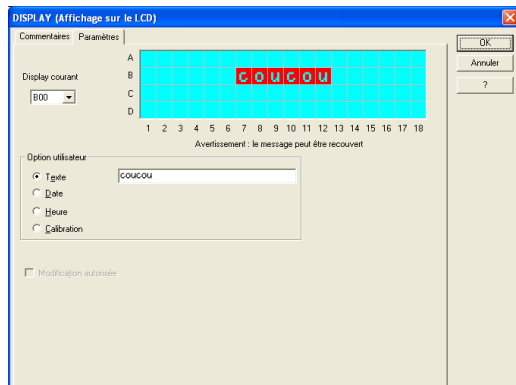 DISPLAY (Affichage sur le LCD)
Commentaires Paramètres
OK
Annuler
?
Display courant
B00
A
B coucou
C
D
1 2 3 4 5 6 7 8 9 10 11 12 13 14 15 16 17 18
Avertissement : le message peut être recouvert
Option utilisateur
Texte coucou
Date
Heure
Calibration
Modification autorisée